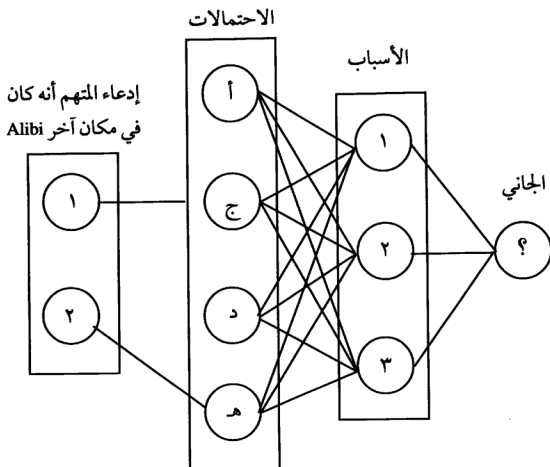 الاحتمالات
الأسباب
الجاني
إدعاء المتهم أنه كان
في مكان آخر Alibi
؟
١
٢
٣
أ
ج
د
هـ
١
٢